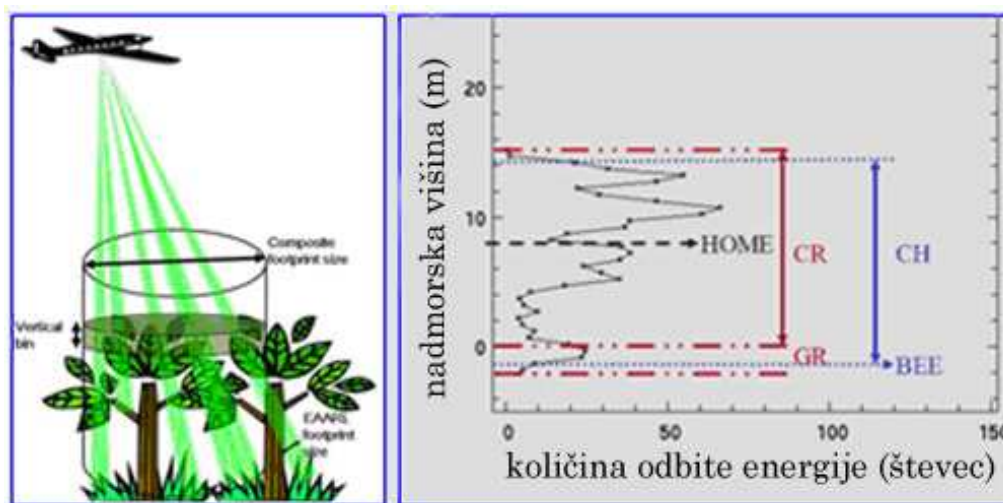 Composite
footprint size
Vertical
bin
EAARL
footprint
size
nadmorska višina (m)
20
10
0
HOME
CR
CH
GR
BEE
0
50
100
150
količina odbite energije (števec)